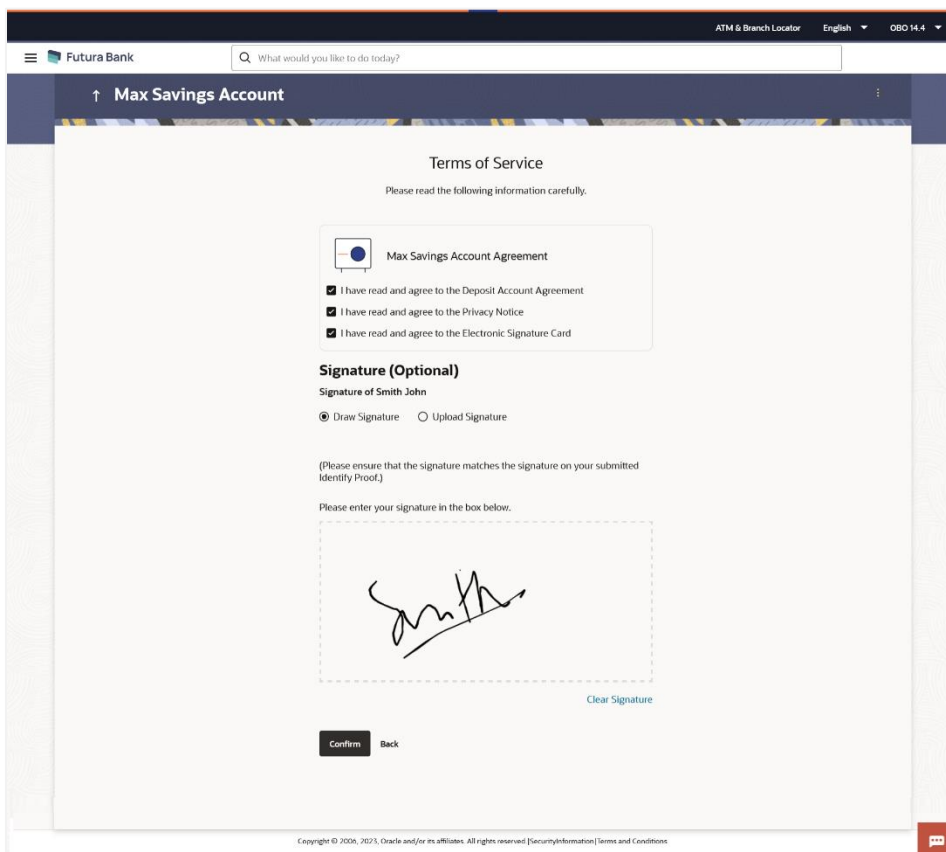 ATM & Branch Locator English OBO 14.4
Futura Bank What would you like to do today?
Max Savings Account
Terms of Service
Please read the following information carefully.
Max Savings Account Agreement
I have read and agree to the Deposit Account Agreement
I have read and agree to the Privacy Notice
I have read and agree to the Electronic Signature Card
Signature (Optional)
Signature of Smith John
Draw Signature Upload Signature
(Please ensure that the signature matches the signature on your submitted
Identify Proof.)
Please enter your signature in the box below.
Smith
Clear Signature
Confirm Back
Copyright © 2006, 2023, Oracle and/or its affiliates. All rights reserved.|SecurityInformation|Terms and Conditions